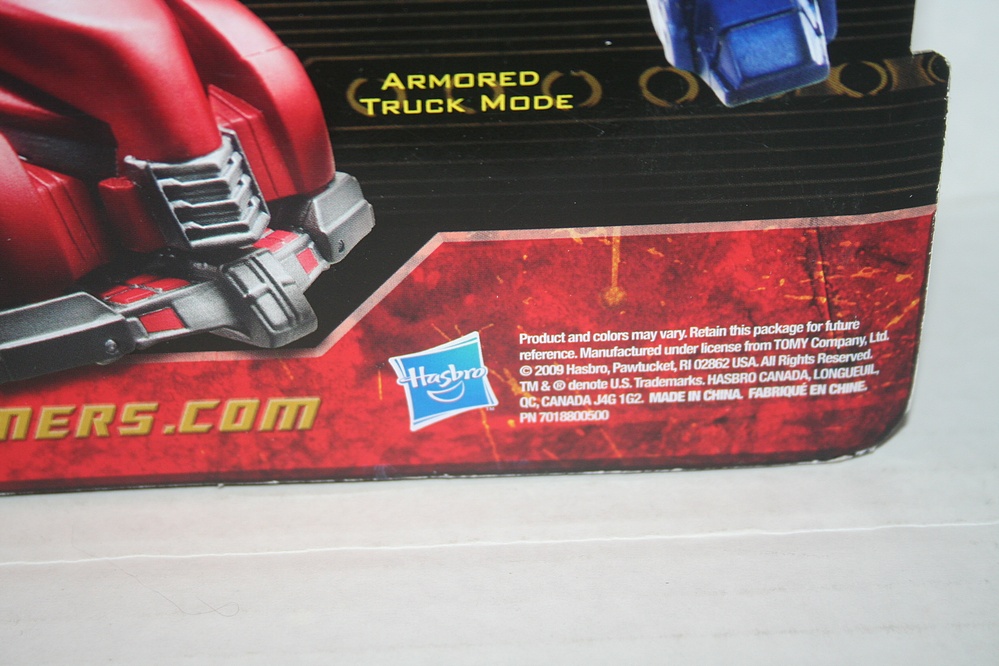 ARMORED
TRUCK MODE
Product and colors may vary. Retain this package for future
reference. Manufactured under license from TOMY Company, Ltd.
© 2009 Hasbro, Pawtucket, RI 02862 USA. All Rights Reserved.
TM & ® denote U.S. Trademarks. HASBRO CANADA, LONGUEUIL,
QC, CANADA J4G 1G2. MADE IN CHINA. FABRIQUÉ EN CHINE.
PN 7018800500
Hasbro
TM
MERS.COM